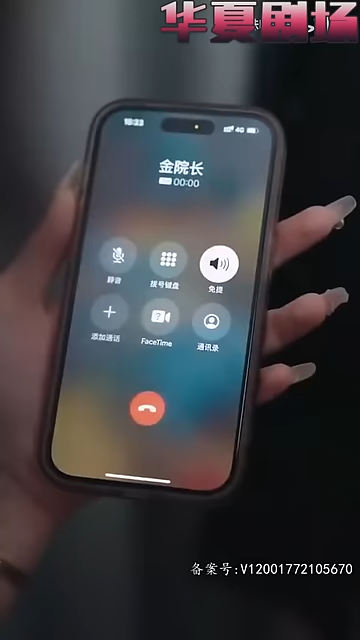 华夏剧场
15:23
4G
金院长
00:00
静音
拨号键盘
免提
添加通话
FaceTime
通讯录
备案号:V12001772105670